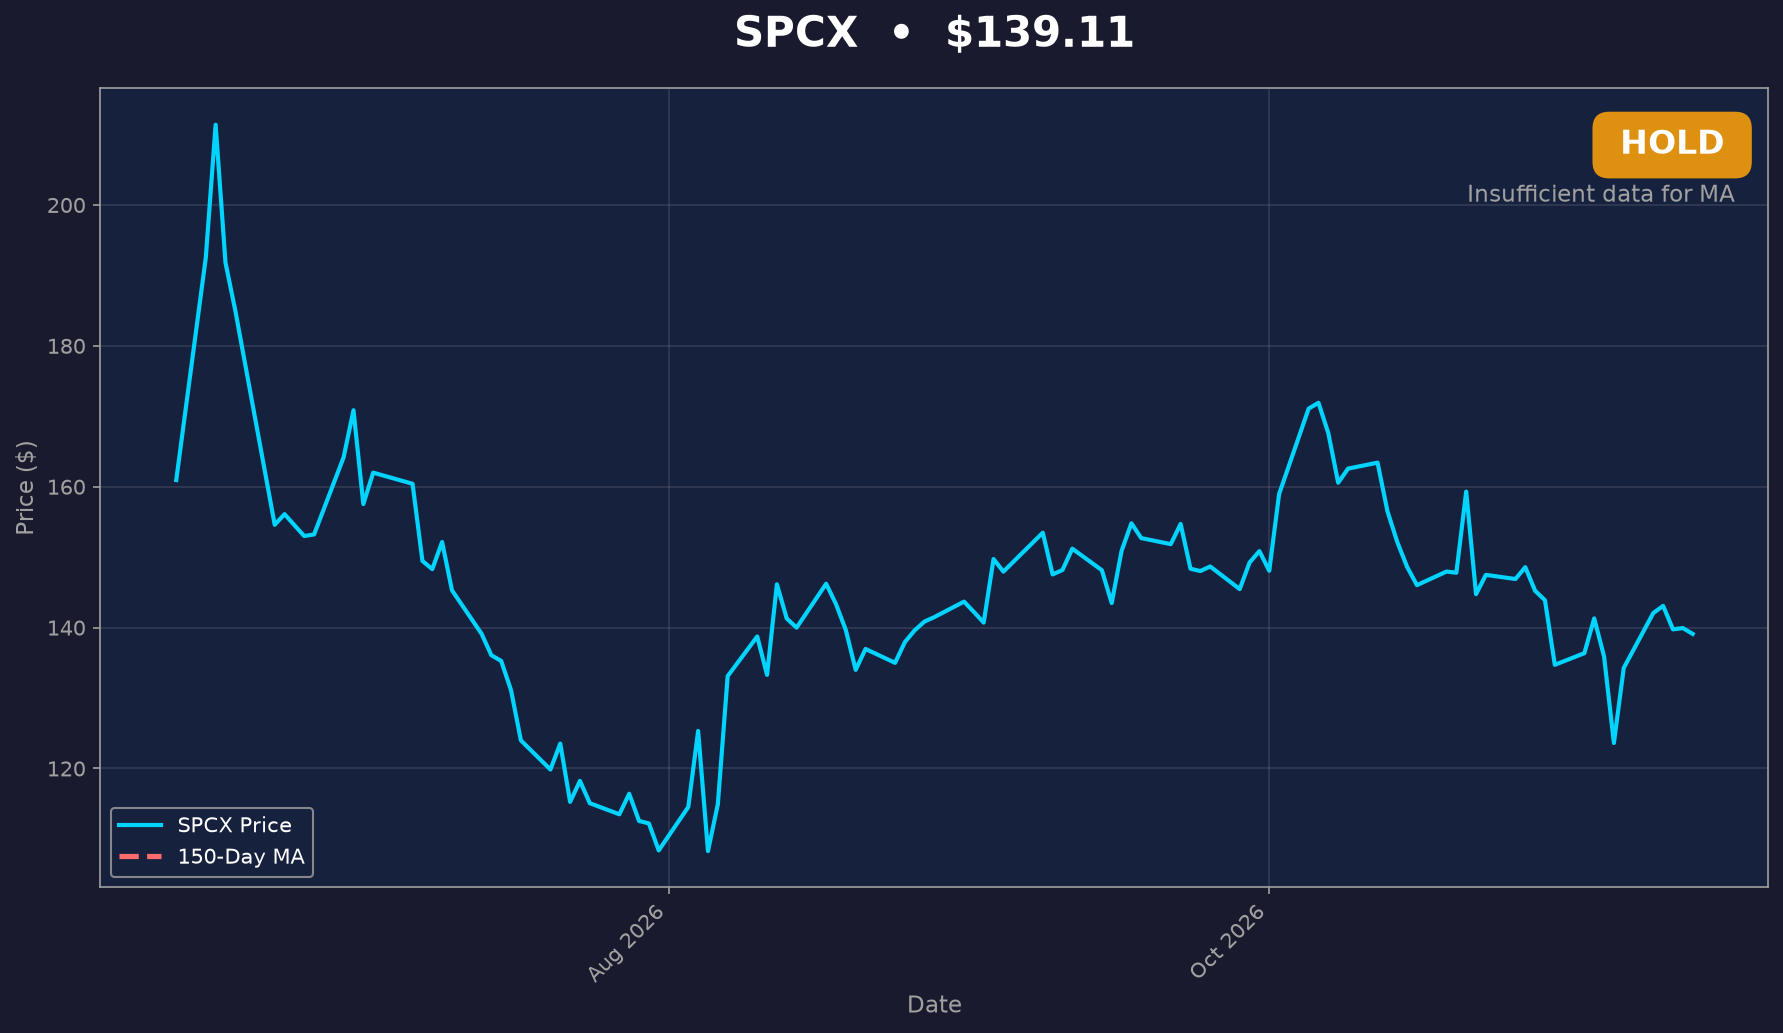 SPCX • $139.11
HOLD
Insufficient data for MA
200
180
160
140
120
Price ($)
SPCX Price
150-Day MA
Aug 2026
Oct 2026
Date